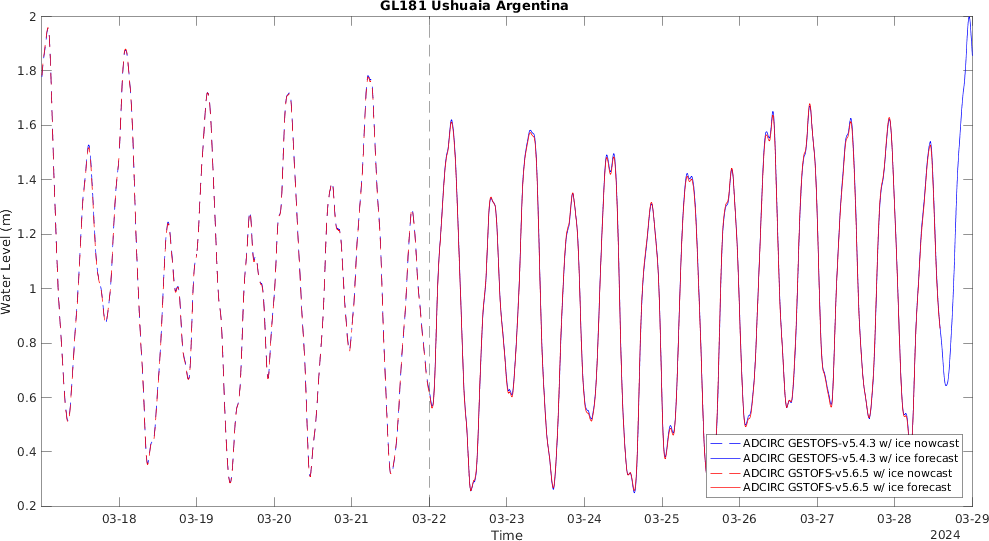 GL181 Ushuaia Argentina
2
1.8
1.6
1.4
1.2
1
0.8
0.6
0.4
0.2
Water Level (m)
ADCIRC GESTOFS-v5.4.3 w/ ice nowcast
ADCIRC GESTOFS-v5.4.3 w/ ice forecast
ADCIRC GSTOFS-v5.6.5 w/ ice nowcast
ADCIRC GSTOFS-v5.6.5 w/ ice forecast
03-18 03-19 03-20 03-21 03-22 03-23 03-24 03-25 03-26 03-27 03-28 03-29
Time
2024